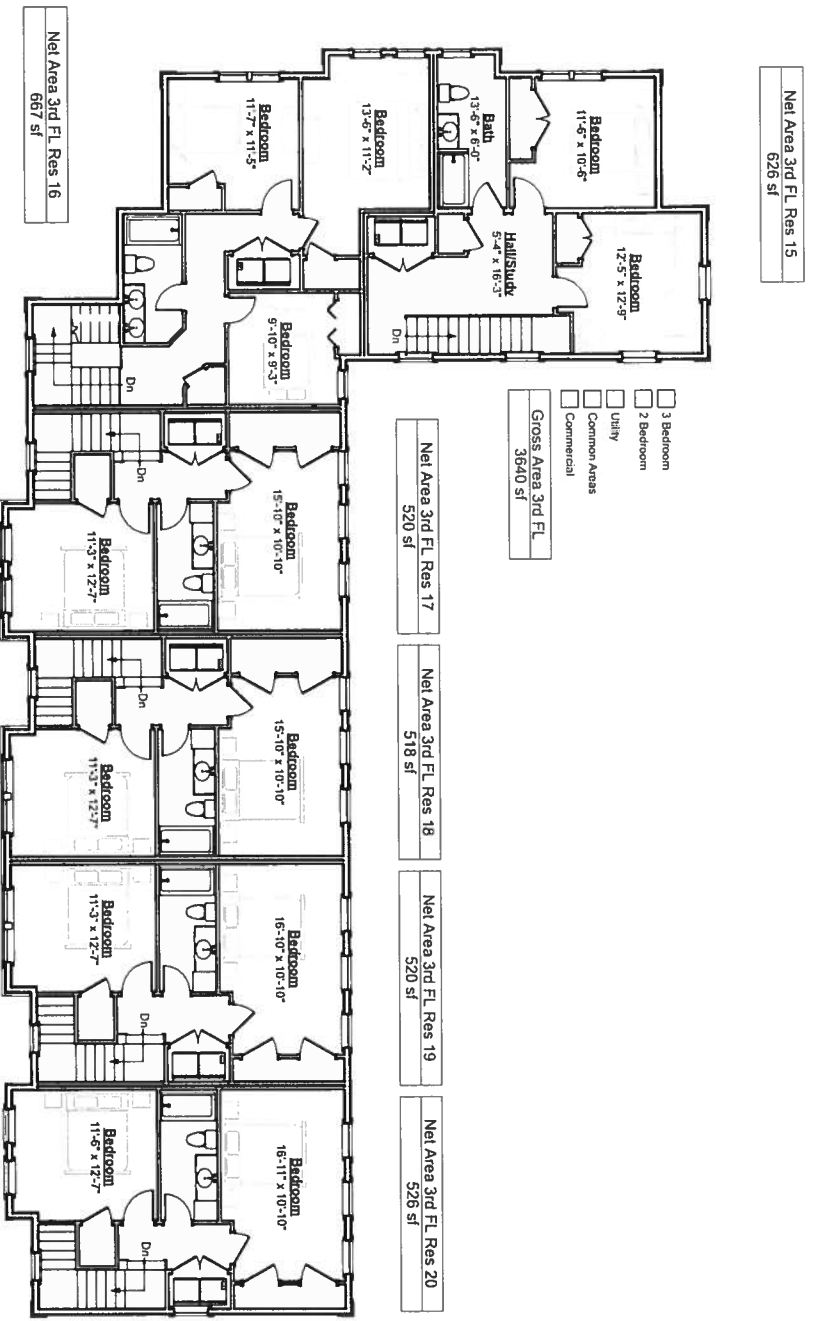 Net Area 3rd FL Res 15
626 sf
Net Area 3rd FL Res 16
667 sf
Bedroom
11'-6" x 10'-6"
Bedroom
12'-5" x 12'-9"
Bath
13'-6" x 6'-0"
Hall/Study
5'-4" x 16'-3"
Dn
Bedroom
13'-6" x 11'-2"
Bedroom
11'-7" x 11'-5"
Bedroom
9'-10" x 9'-3"
Dn
3 Bedroom
2 Bedroom
Utility
Common Areas
Commercial
Gross Area 3rd FL
3640 sf
Net Area 3rd FL Res 17
520 sf
Bedroom
15'-10" x 10'-10"
Dn
Bedroom
11'-3" x 12'-7"
Net Area 3rd FL Res 18
518 sf
Bedroom
15'-10" x 10'-10"
Dn
Bedroom
11'-3" x 12'-7"
Net Area 3rd FL Res 19
520 sf
Bedroom
16'-10" x 10'-10"
Bedroom
11'-3" x 12'-7"
Dn
Net Area 3rd FL Res 20
526 sf
Bedroom
16'-11" x 10'-10"
Bedroom
11'-6" x 12'-7"
Dn